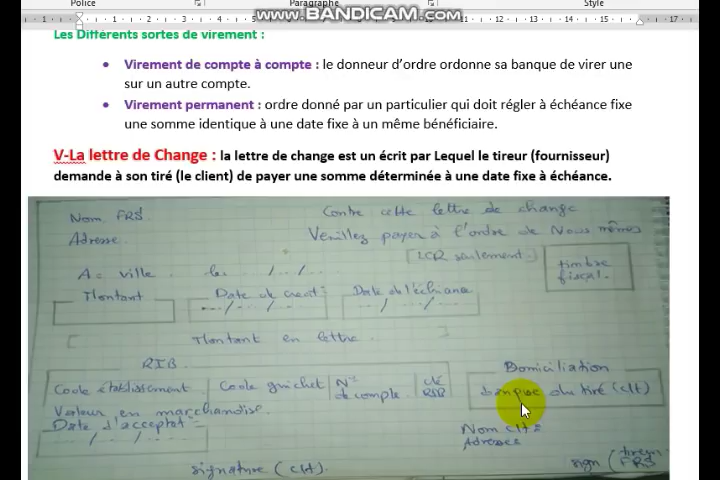 Police
Paragraphe
Style
www.BANDICAM.com
Les Différents sortes de virement :
• Virement de compte à compte : le donneur d'ordre ordonne sa banque de virer une
sur un autre compte.
• Virement permanent : ordre donné par un particulier qui doit régler à échéance fixe
une somme identique à une date fixe à un même bénéficiaire.
V-La lettre de Change : la lettre de change est un écrit par Lequel le tireur (fournisseur)
demande à son tiré (le client) de payer une somme déterminée à une date fixe à échéance.
Nom FRS
Contre cette lettre de change
Adresse
Veuillez payer à l'ordre de Nous mêmes
LCR seulement
timbre
fiscal.
A = ville. le .. /.. /..
Montant
Date de creat°
Date de l'échéance
Montant en lettre.
RIB.
Domiciliation
Code établissement
Code guichet
N°
de compte
clé
RIB
banque du tiré (clt)
Valeur en marchandise.
Date d'accept°
Nom clt =
Adresse =
signature (clt).
sign (tireur
FRS